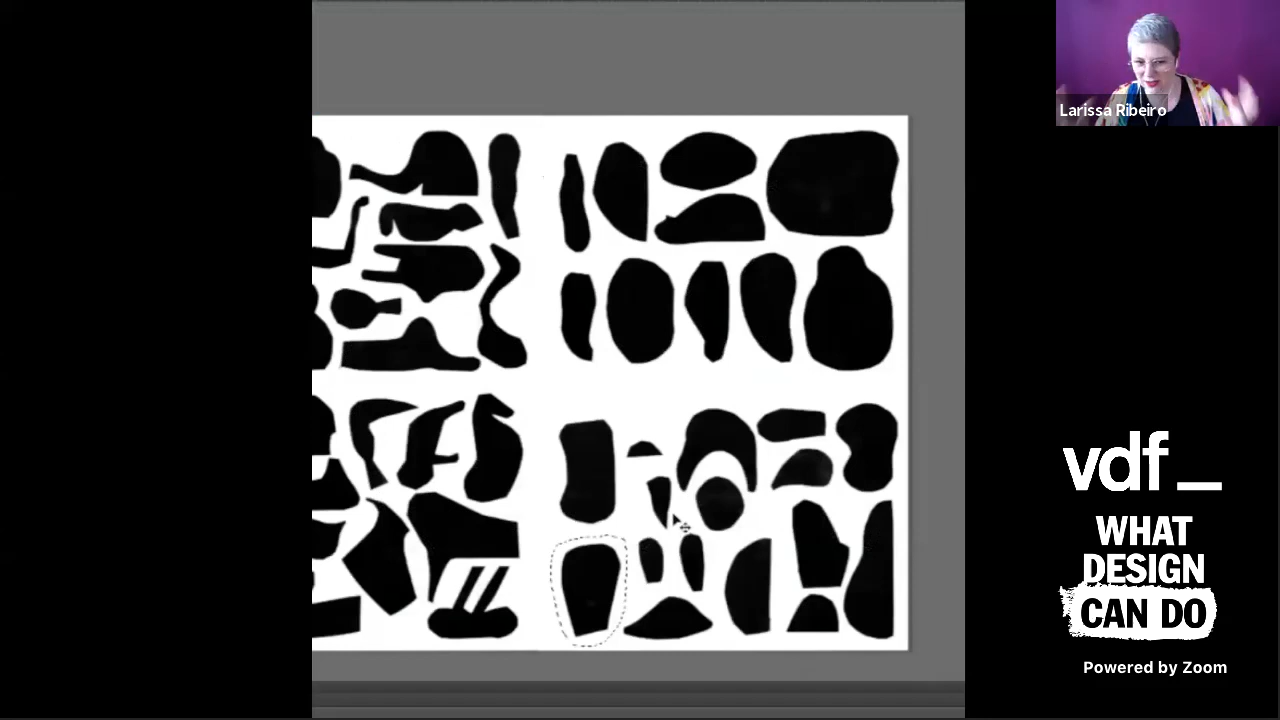 Larissa Ribeiro
vdf_
WHAT
DESIGN
CAN DO
Powered by Zoom